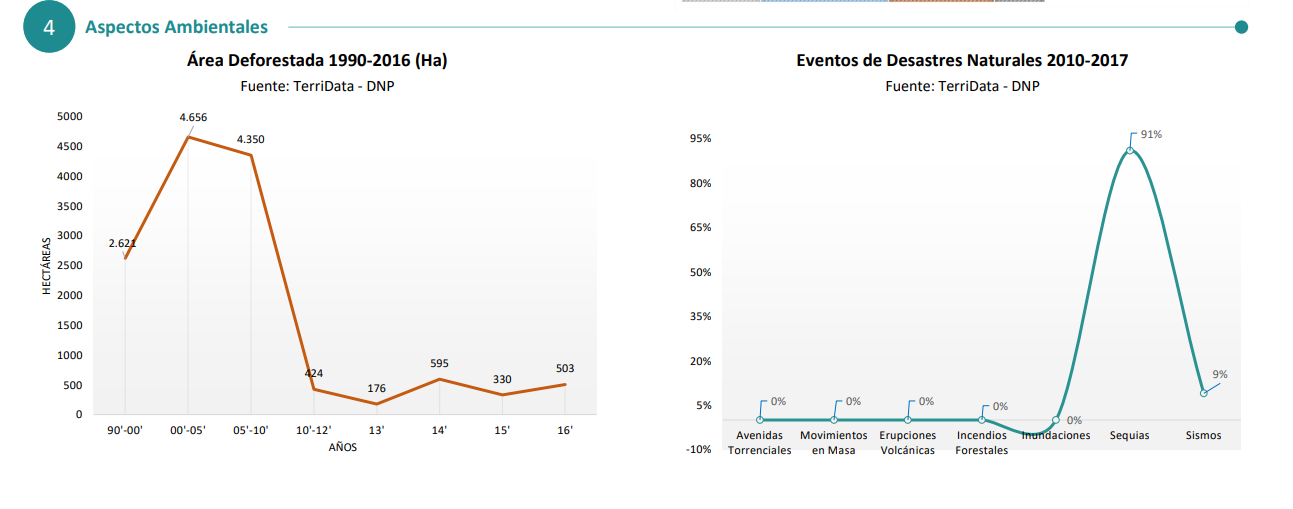 4 Aspectos Ambientales
Área Deforestada 1990-2016 (Ha)
Fuente: TerriData - DNP
5000
4500
4000
3500
3000
2500
2000
1500
1000
500
0
HECTÁREAS
2.621
4.656
4.350
424
176
595
330
503
90'-00' 00'-05' 05'-10' 10'-12' 13' 14' 15' 16'
AÑOS
Eventos de Desastres Naturales 2010-2017
Fuente: TerriData - DNP
95%
80%
65%
50%
35%
20%
5%
-10%
0% 0% 0% 0% 0% 91% 9%
Avenidas Movimientos Erupciones Incendios Inundaciones Sequias Sismos
Torrenciales en Masa Volcánicas Forestales